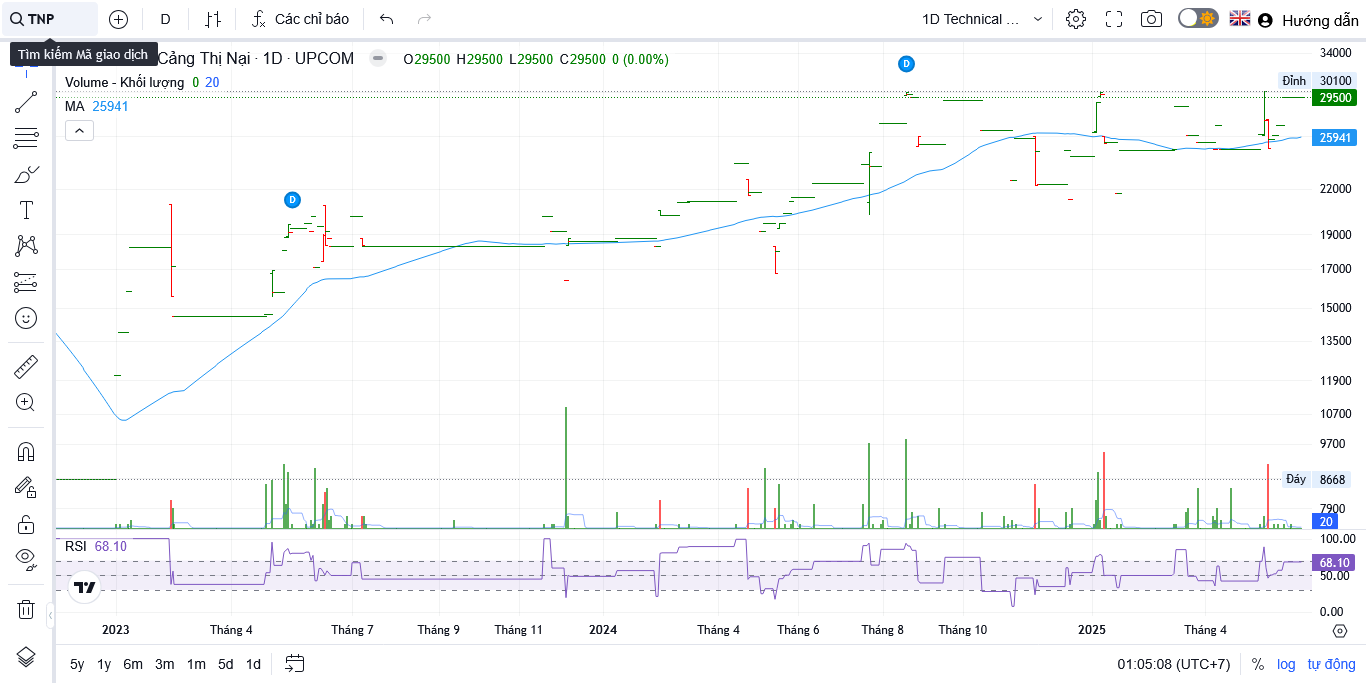 TNP D Các chỉ báo 1D Technical ... Hướng dẫn
Tìm kiếm Mã giao dịch
Cảng Thị Nại · 1D · UPCOM O29500 H29500 L29500 C29500 0 (0.00%)
Volume - Khối lượng 0 20
MA 25941
D
D
34000
Đỉnh 30100
29500
25941
22000
19000
17000
15000
13500
11900
10700
9700
Đáy 8668
7900
20
RSI 68.10
100.00
68.10
50.00
0.00
2023 Tháng 4 Tháng 7 Tháng 9 Tháng 11 2024 Tháng 4 Tháng 6 Tháng 8 Tháng 10 2025 Tháng 4
5y 1y 6m 3m 1m 5d 1d 01:05:08 (UTC+7) % log tự động